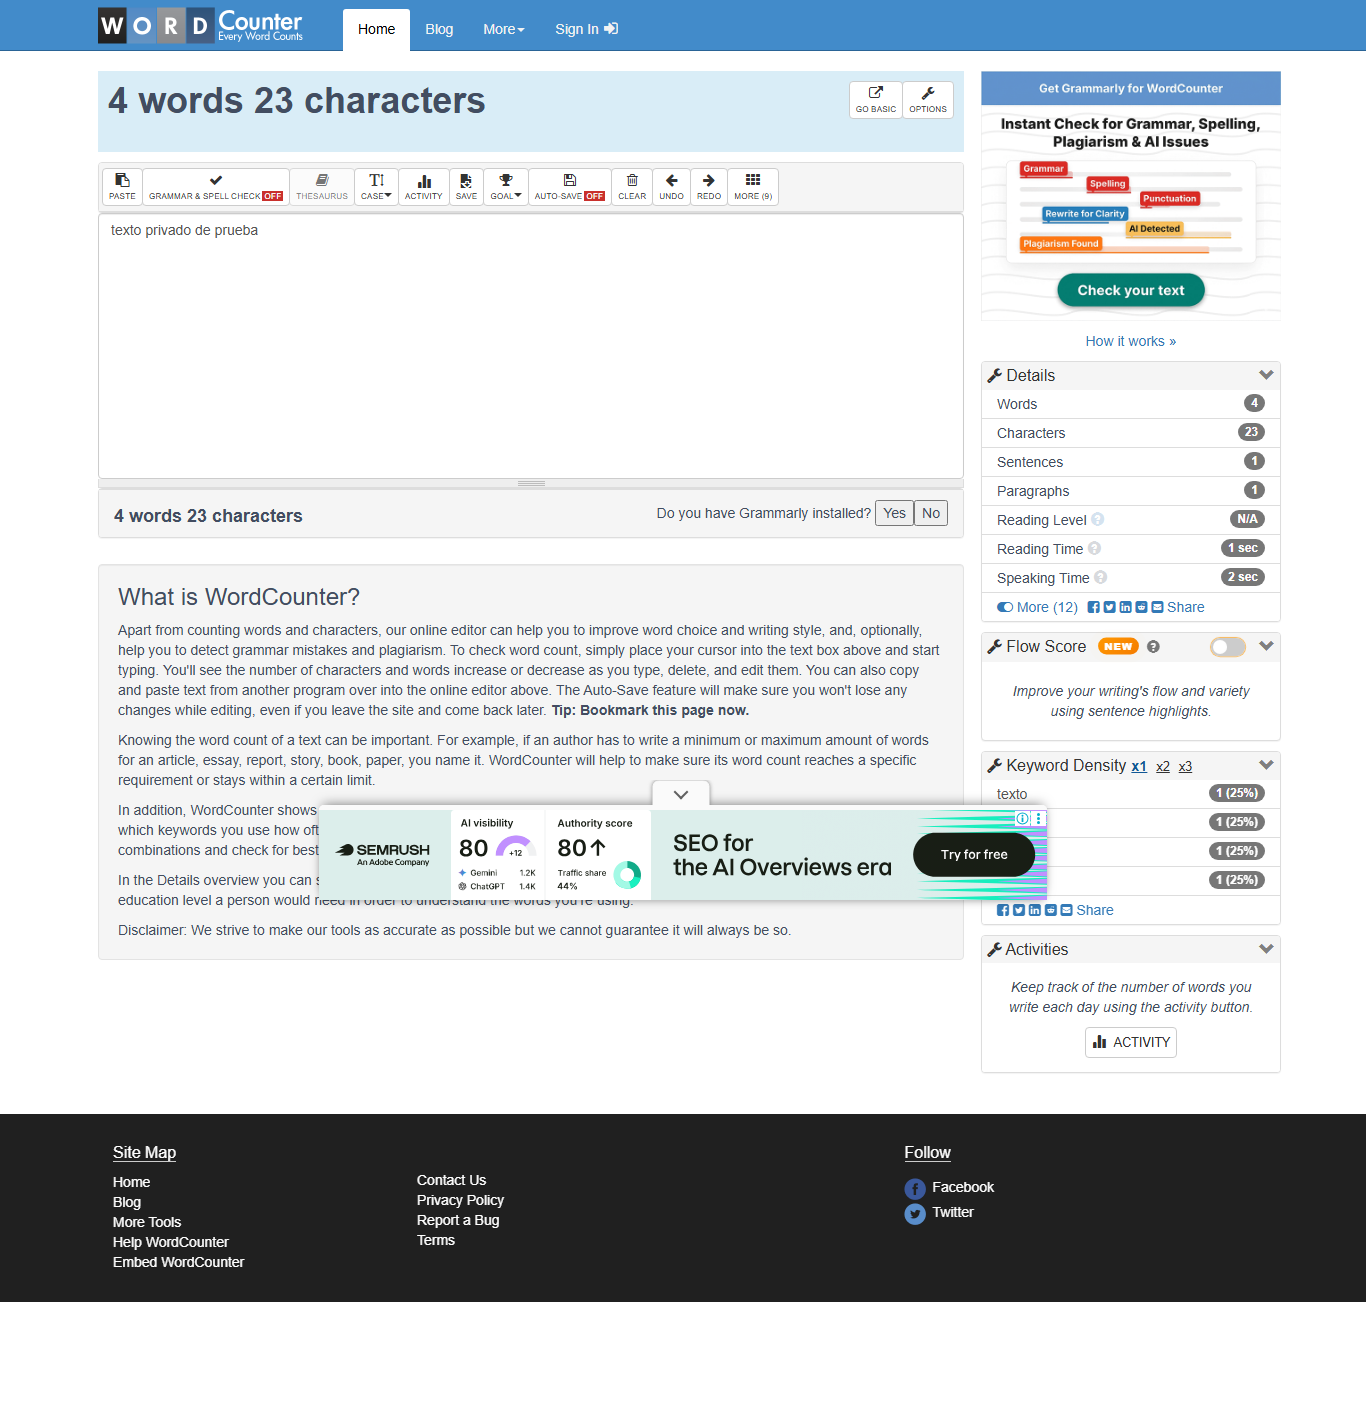 WORD Counter
Every Word Counts
Home
Blog
More
Sign In
4 words 23 characters
GO BASIC
OPTIONS
PASTE
GRAMMAR & SPELL CHECK OFF
THESAURUS
CASE
ACTIVITY
SAVE
GOAL
AUTO-SAVE OFF
CLEAR
UNDO
REDO
MORE (9)
texto privado de prueba
4 words 23 characters
Do you have Grammarly installed? Yes No
What is WordCounter?
Apart from counting words and characters, our online editor can help you to improve word choice and writing style, and, optionally,
help you to detect grammar mistakes and plagiarism. To check word count, simply place your cursor into the text box above and start
typing. You'll see the number of characters and words increase or decrease as you type, delete, and edit them. You can also copy
and paste text from another program over into the online editor above. The Auto-Save feature will make sure you won't lose any
changes while editing, even if you leave the site and come back later. Tip: Bookmark this page now.
Knowing the word count of a text can be important. For example, if an author has to write a minimum or maximum amount of words
for an article, essay, report, story, book, paper, you name it. WordCounter will help to make sure its word count reaches a specific
requirement or stays within a certain limit.
In addition, WordCounter shows
which keywords you use how
combinations and check for best
In the Details overview you can
education level a person would need in order to understand the words you're using.
Disclaimer: We strive to make our tools as accurate as possible but we cannot guarantee it will always be so.
SEMRUSH
An Adobe Company
AI visibility
80
+12
Gemini 1.2K
ChatGPT 1.4K
Authority score
80
Traffic share
44%
SEO for
the AI Overviews era
Try for free
Get Grammarly for WordCounter
Instant Check for Grammar, Spelling,
Plagiarism & AI Issues
Grammar
Spelling
Punctuation
Rewrite for Clarity
AI Detected
Plagiarism Found
Check your text
How it works »
Details
Words 4
Characters 23
Sentences 1
Paragraphs 1
Reading Level N/A
Reading Time 1 sec
Speaking Time 2 sec
More (12) Share
Flow Score NEW
Improve your writing's flow and variety
using sentence highlights.
Keyword Density x1 x2 x3
texto 1 (25%)
1 (25%)
1 (25%)
1 (25%)
Share
Activities
Keep track of the number of words you
write each day using the activity button.
ACTIVITY
Site Map
Home
Blog
More Tools
Help WordCounter
Embed WordCounter
Contact Us
Privacy Policy
Report a Bug
Terms
Follow
Facebook
Twitter